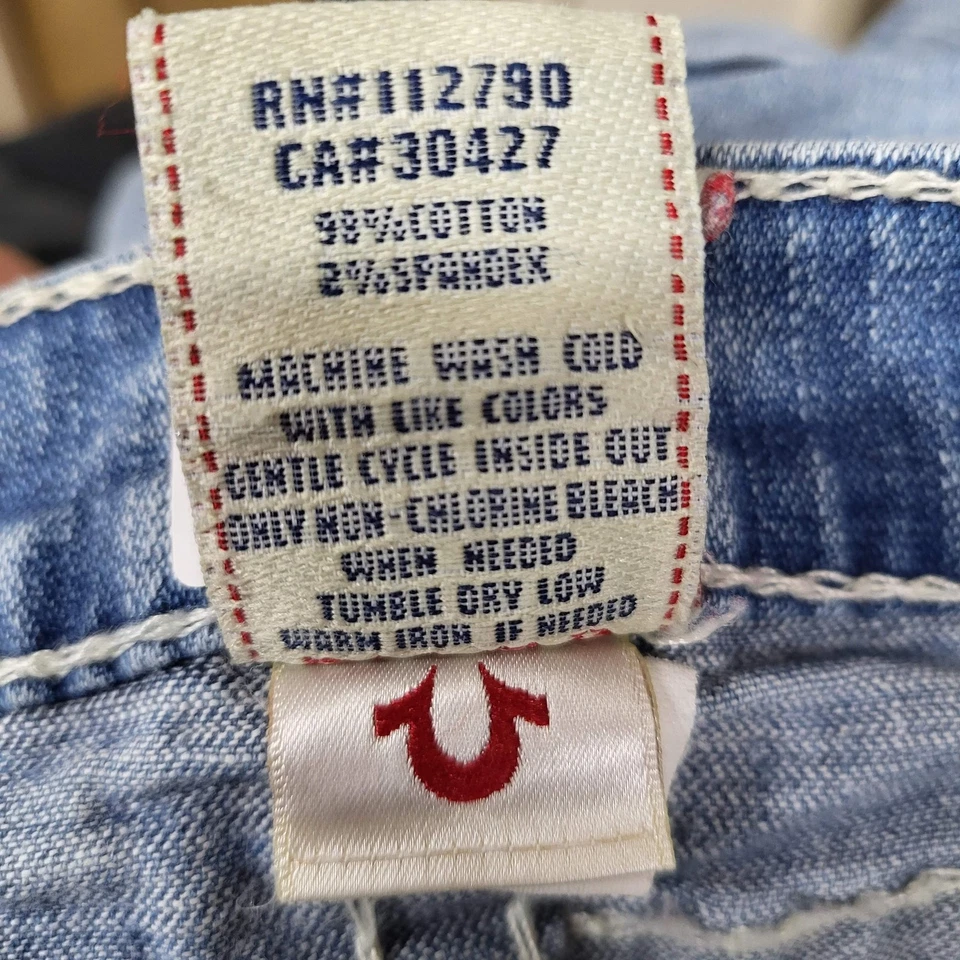 RN#112790
CA#30427
98%COTTON
2%SPANDEX
MACHINE WASH COLD
WITH LIKE COLORS
GENTLE CYCLE INSIDE OUT
ONLY NON-CHLORINE BLEACH
WHEN NEEDED
TUMBLE DRY LOW
WARM IRON IF NEEDED